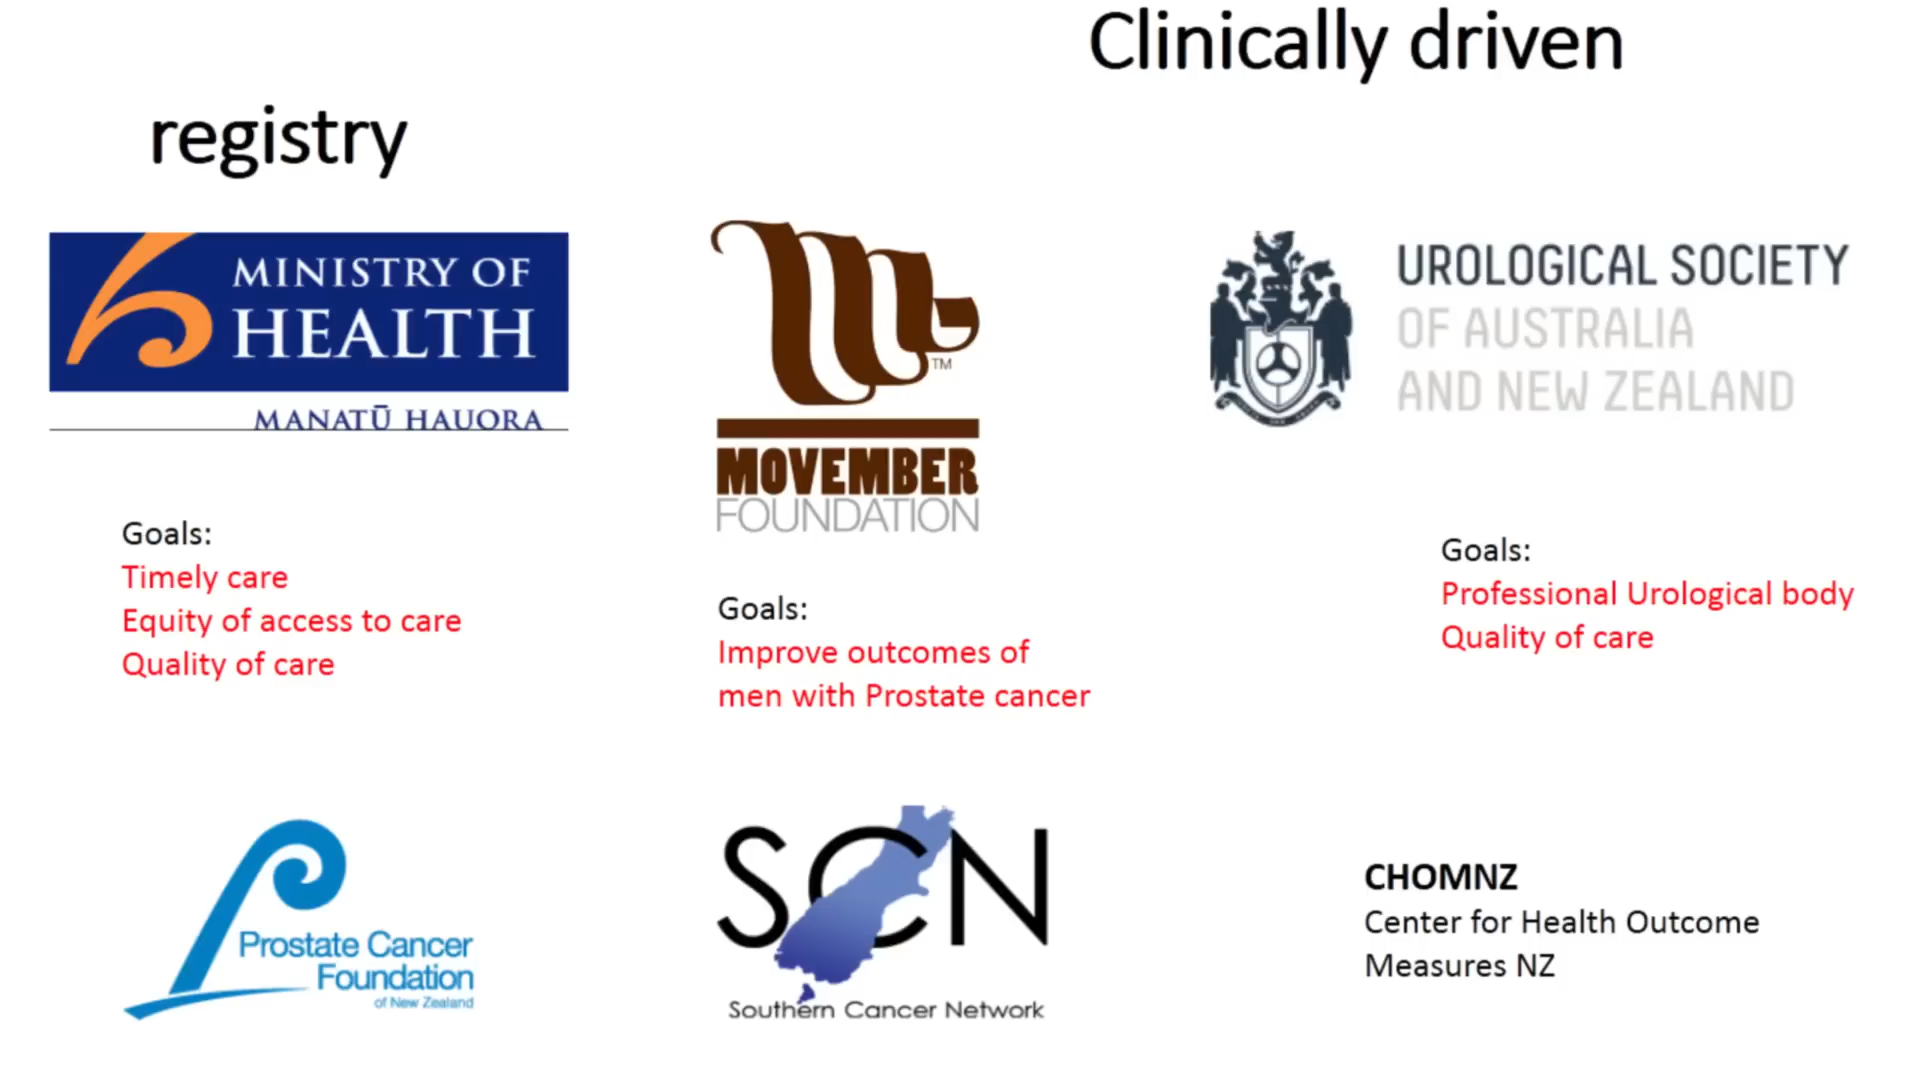 Clinically driven
registry
MINISTRY OF
HEALTH
MANATŪ HAUORA
Goals:
Timely care
Equity of access to care
Quality of care
TM
MOVEMBER
FOUNDATION
Goals:
Improve outcomes of
men with Prostate cancer
UROLOGICAL SOCIETY
OF AUSTRALIA
AND NEW ZEALAND
Goals:
Professional Urological body
Quality of care
Prostate Cancer
Foundation
of New Zealand
SCN
Southern Cancer Network
CHOMNZ
Center for Health Outcome
Measures NZ